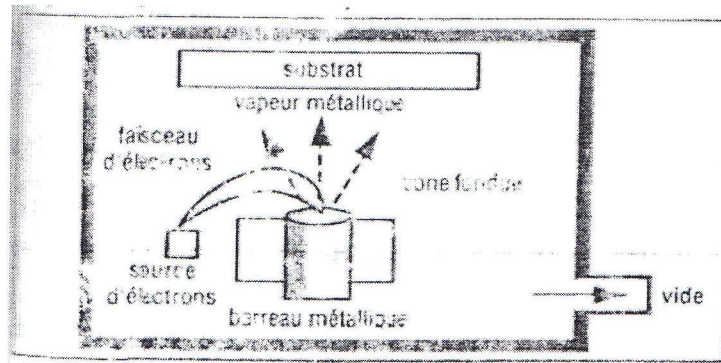 substrat
vapeur métallique
faisceau
d'électrons
zone fondue
source
d'électrons
barreau métallique
vide